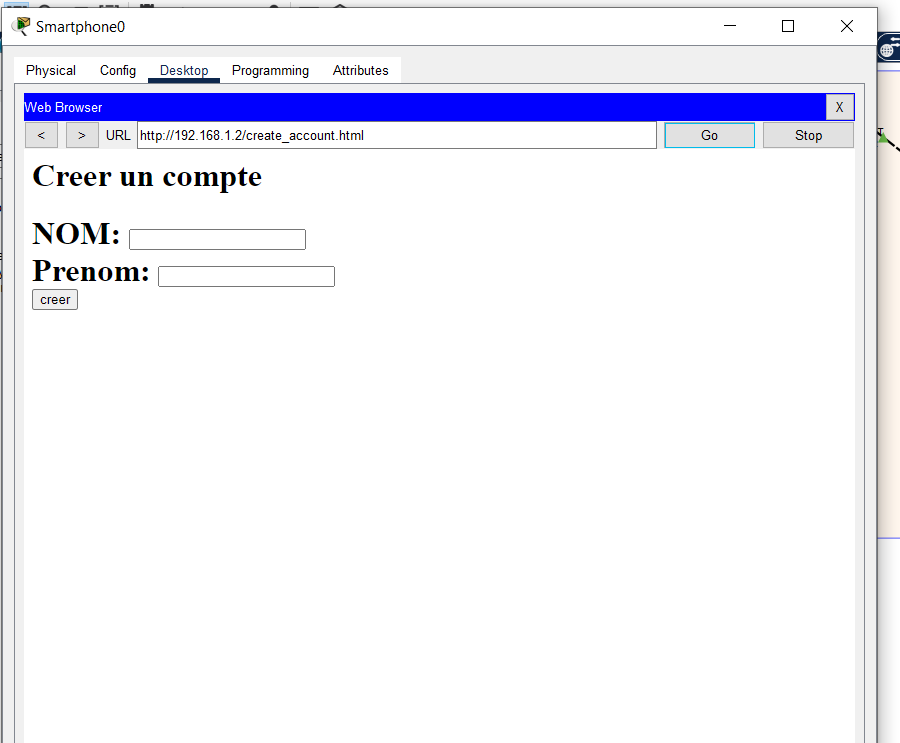 Smartphone0
Physical Config Desktop Programming Attributes
Web Browser X
< > URL http://192.168.1.2/create_account.html Go Stop
Creer un compte
NOM:
Prenom:
creer